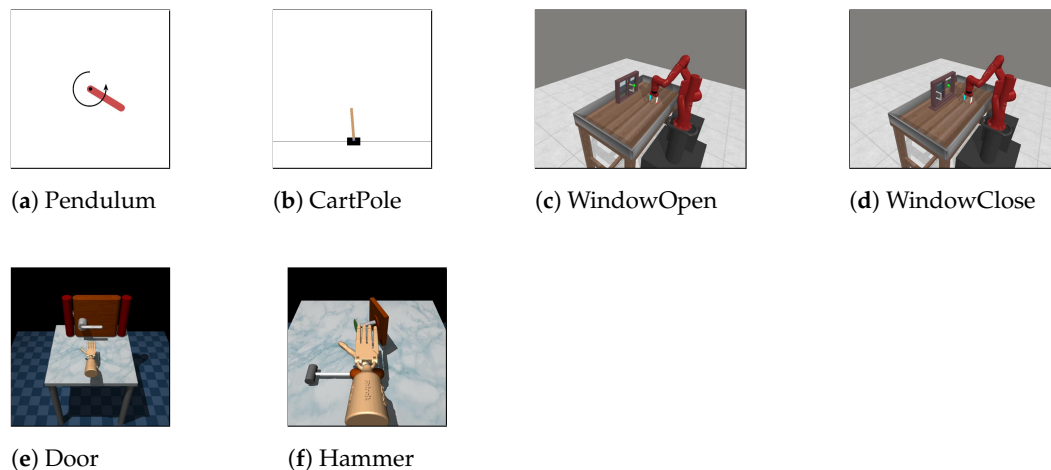 (a) Pendulum
(b) CartPole
(c) WindowOpen
(d) WindowClose
(e) Door
(f) Hammer